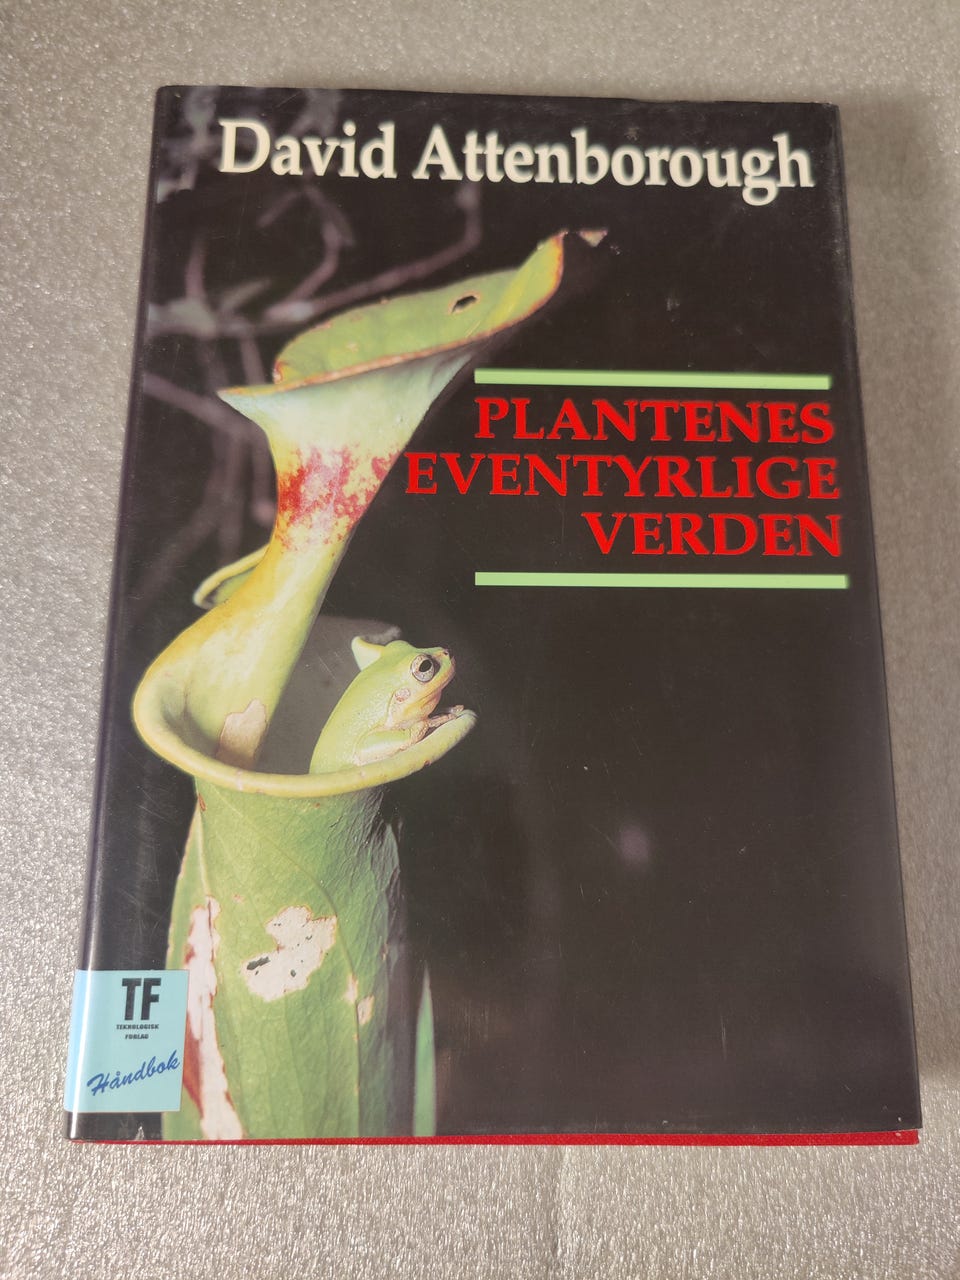 David Attenborough
PLANTENES
EVENTYRLIGE
VERDEN
TF
TEKNOLOGISK
FORLAG
Håndbok